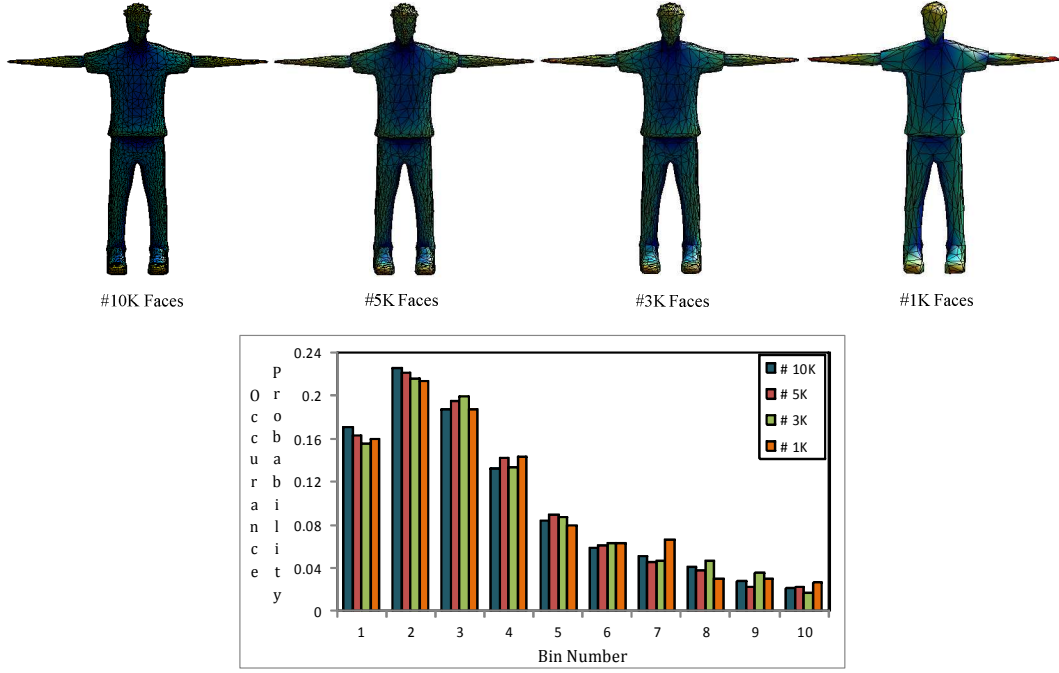 #10K Faces
#5K Faces
#3K Faces
#1K Faces
Occurance
Probability
0.24
0.2
0.16
0.12
0.08
0.04
0
# 10K
# 5K
# 3K
# 1K
1 2 3 4 5 6 7 8 9 10
Bin Number